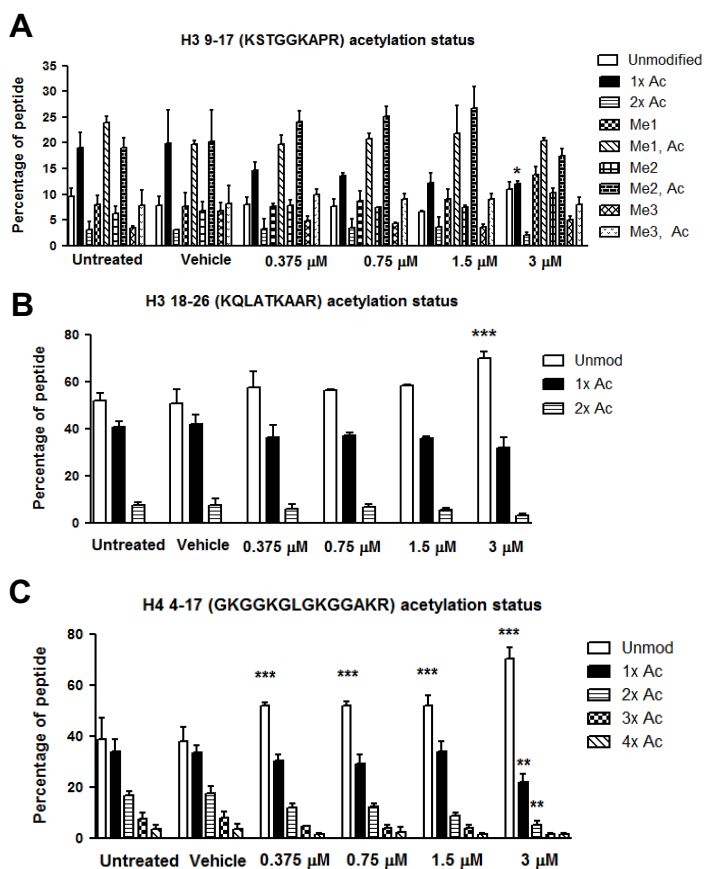 A
H3 9-17 (KSTGGKAPR) acetylation status
Percentage of peptide
35
30
25
20
15
10
5
0
*
Untreated Vehicle 0.375 µM 0.75 µM 1.5 µM 3 µM
Unmodified
1x Ac
2x Ac
Me1
Me1, Ac
Me2
Me2, Ac
Me3
Me3, Ac
B
H3 18-26 (KQLATKAAR) acetylation status
Percentage of peptide
80
60
40
20
0
***
Untreated Vehicle 0.375 µM 0.75 µM 1.5 µM 3 µM
Unmod
1x Ac
2x Ac
C
H4 4-17 (GKGGKGLGKGGAKR) acetylation status
Percentage of peptide
80
60
40
20
0
*** *** *** ***
**
**
Untreated Vehicle 0.375 µM 0.75 µM 1.5 µM 3 µM
Unmod
1x Ac
2x Ac
3x Ac
4x Ac